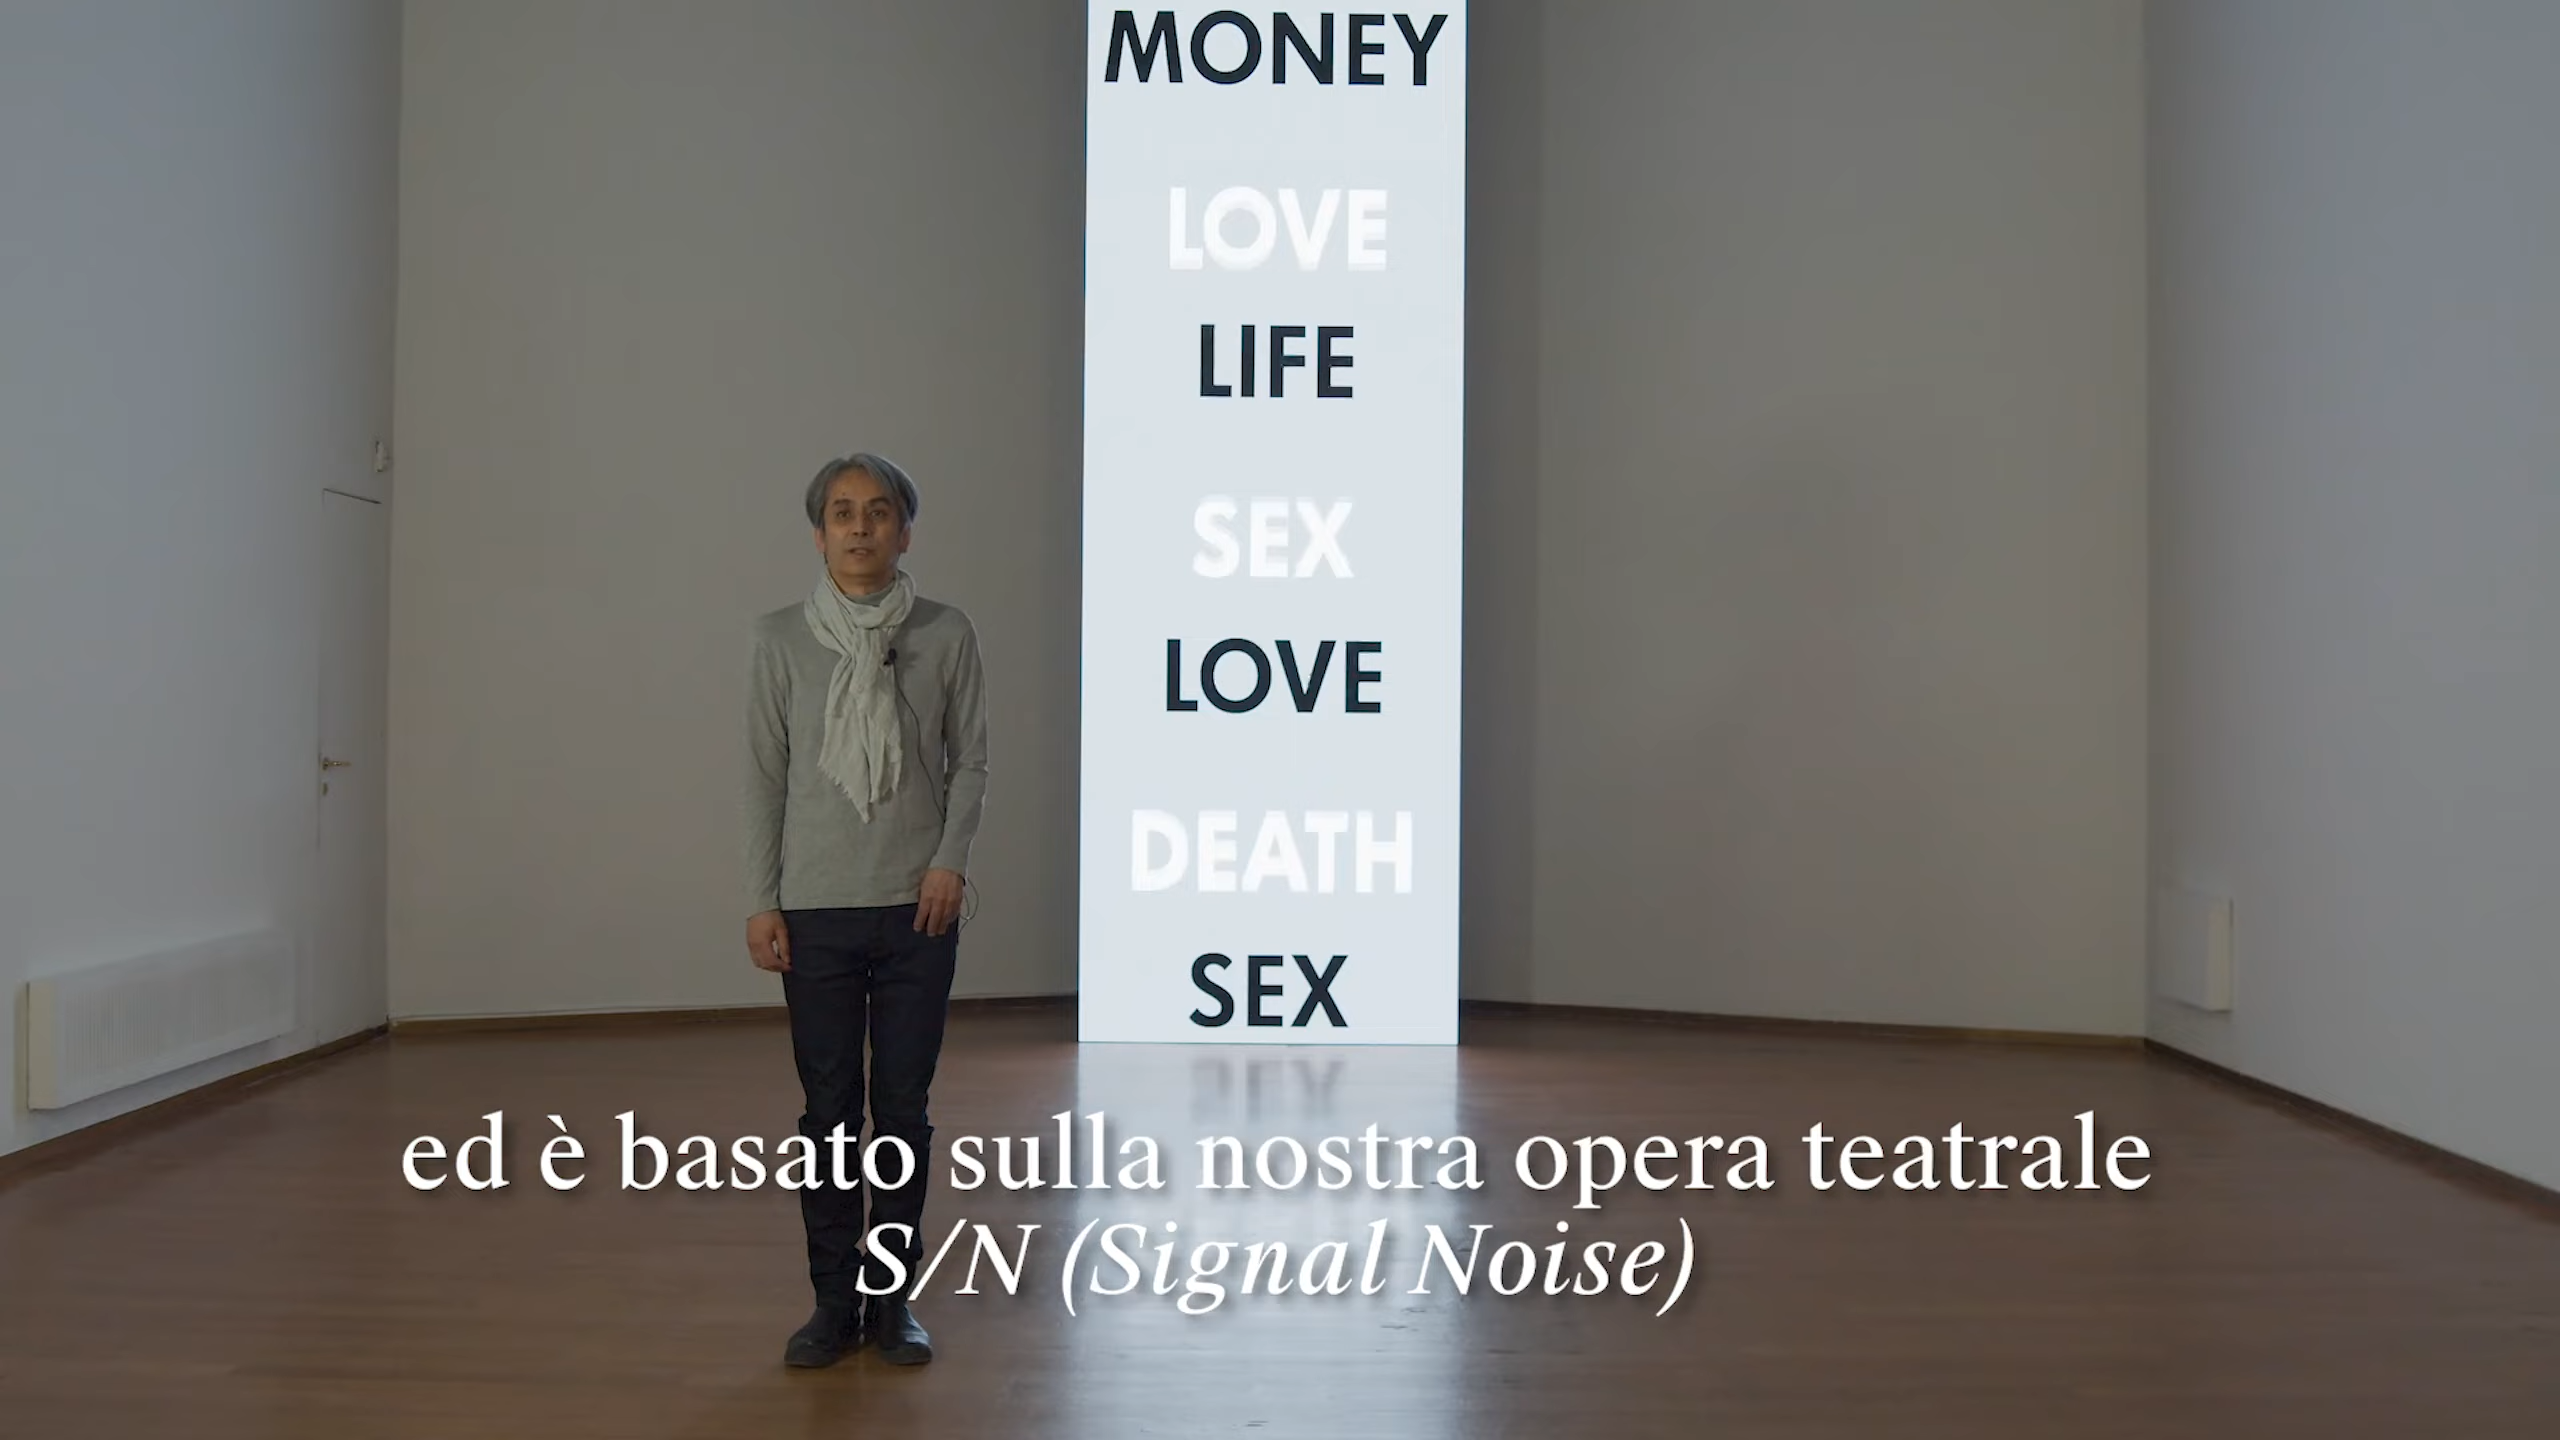 MONEY
LOVE
LIFE
SEX
LOVE
DEATH
SEX
ed è basato sulla nostra opera teatrale
S/N (Signal Noise)